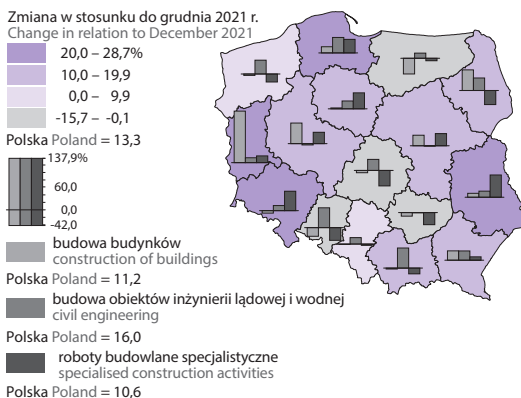 Zmiana w stosunku do grudnia 2021 r.
Change in relation to December 2021
20,0 – 28,7%
10,0 – 19,9
0,0 – 9,9
-15,7 – -0,1
Polska Poland = 13,3
137,9%
60,0
0,0
-42,0
budowa budynków
construction of buildings
Polska Poland = 11,2
budowa obiektów inżynierii lądowej i wodnej
civil engineering
Polska Poland = 16,0
roboty budowlane specjalistyczne
specialised construction activities
Polska Poland = 10,6